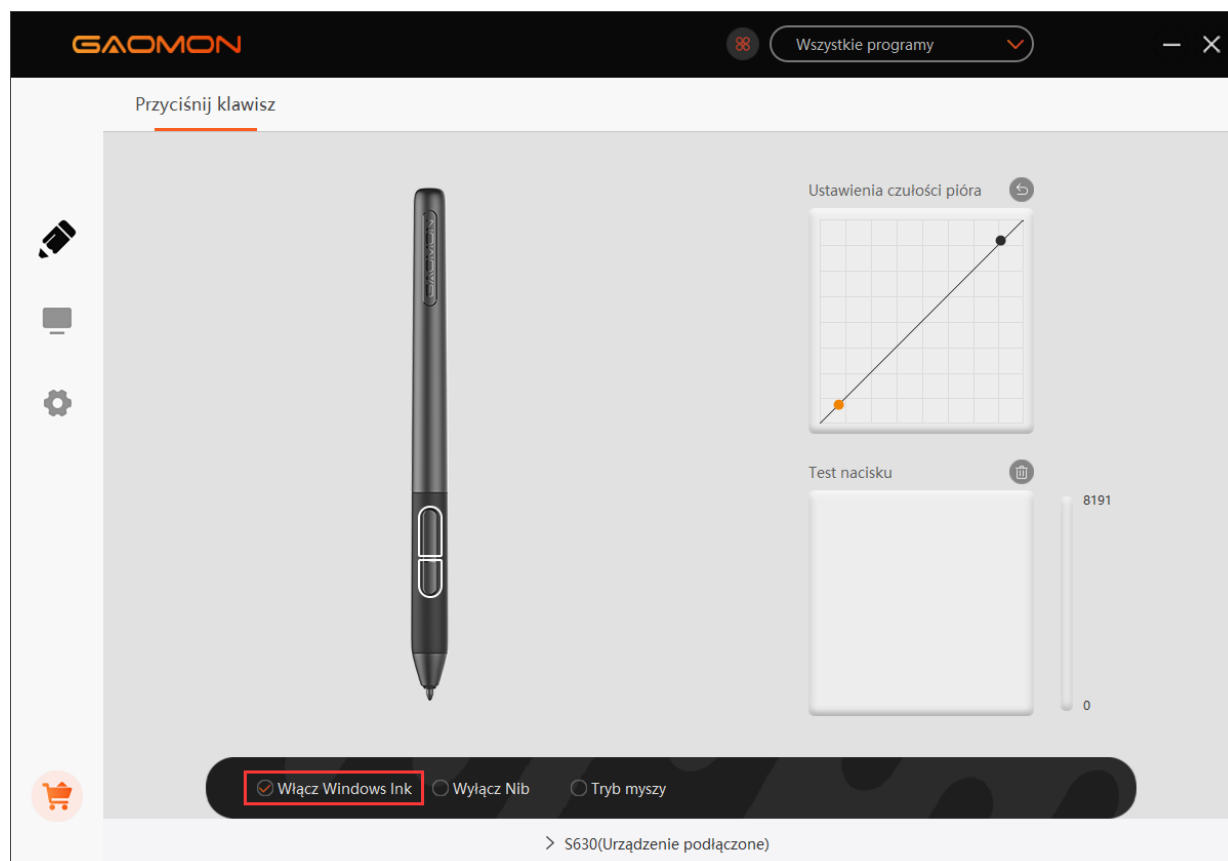 GAOMON
Wszystkie programy
Przyciśnij klawisz
Ustawienia czułości pióra
GAOMON
Test nacisku
8191
0
Włącz Windows Ink
Wyłącz Nib
Tryb myszy
S630(Urządzenie podłączone)